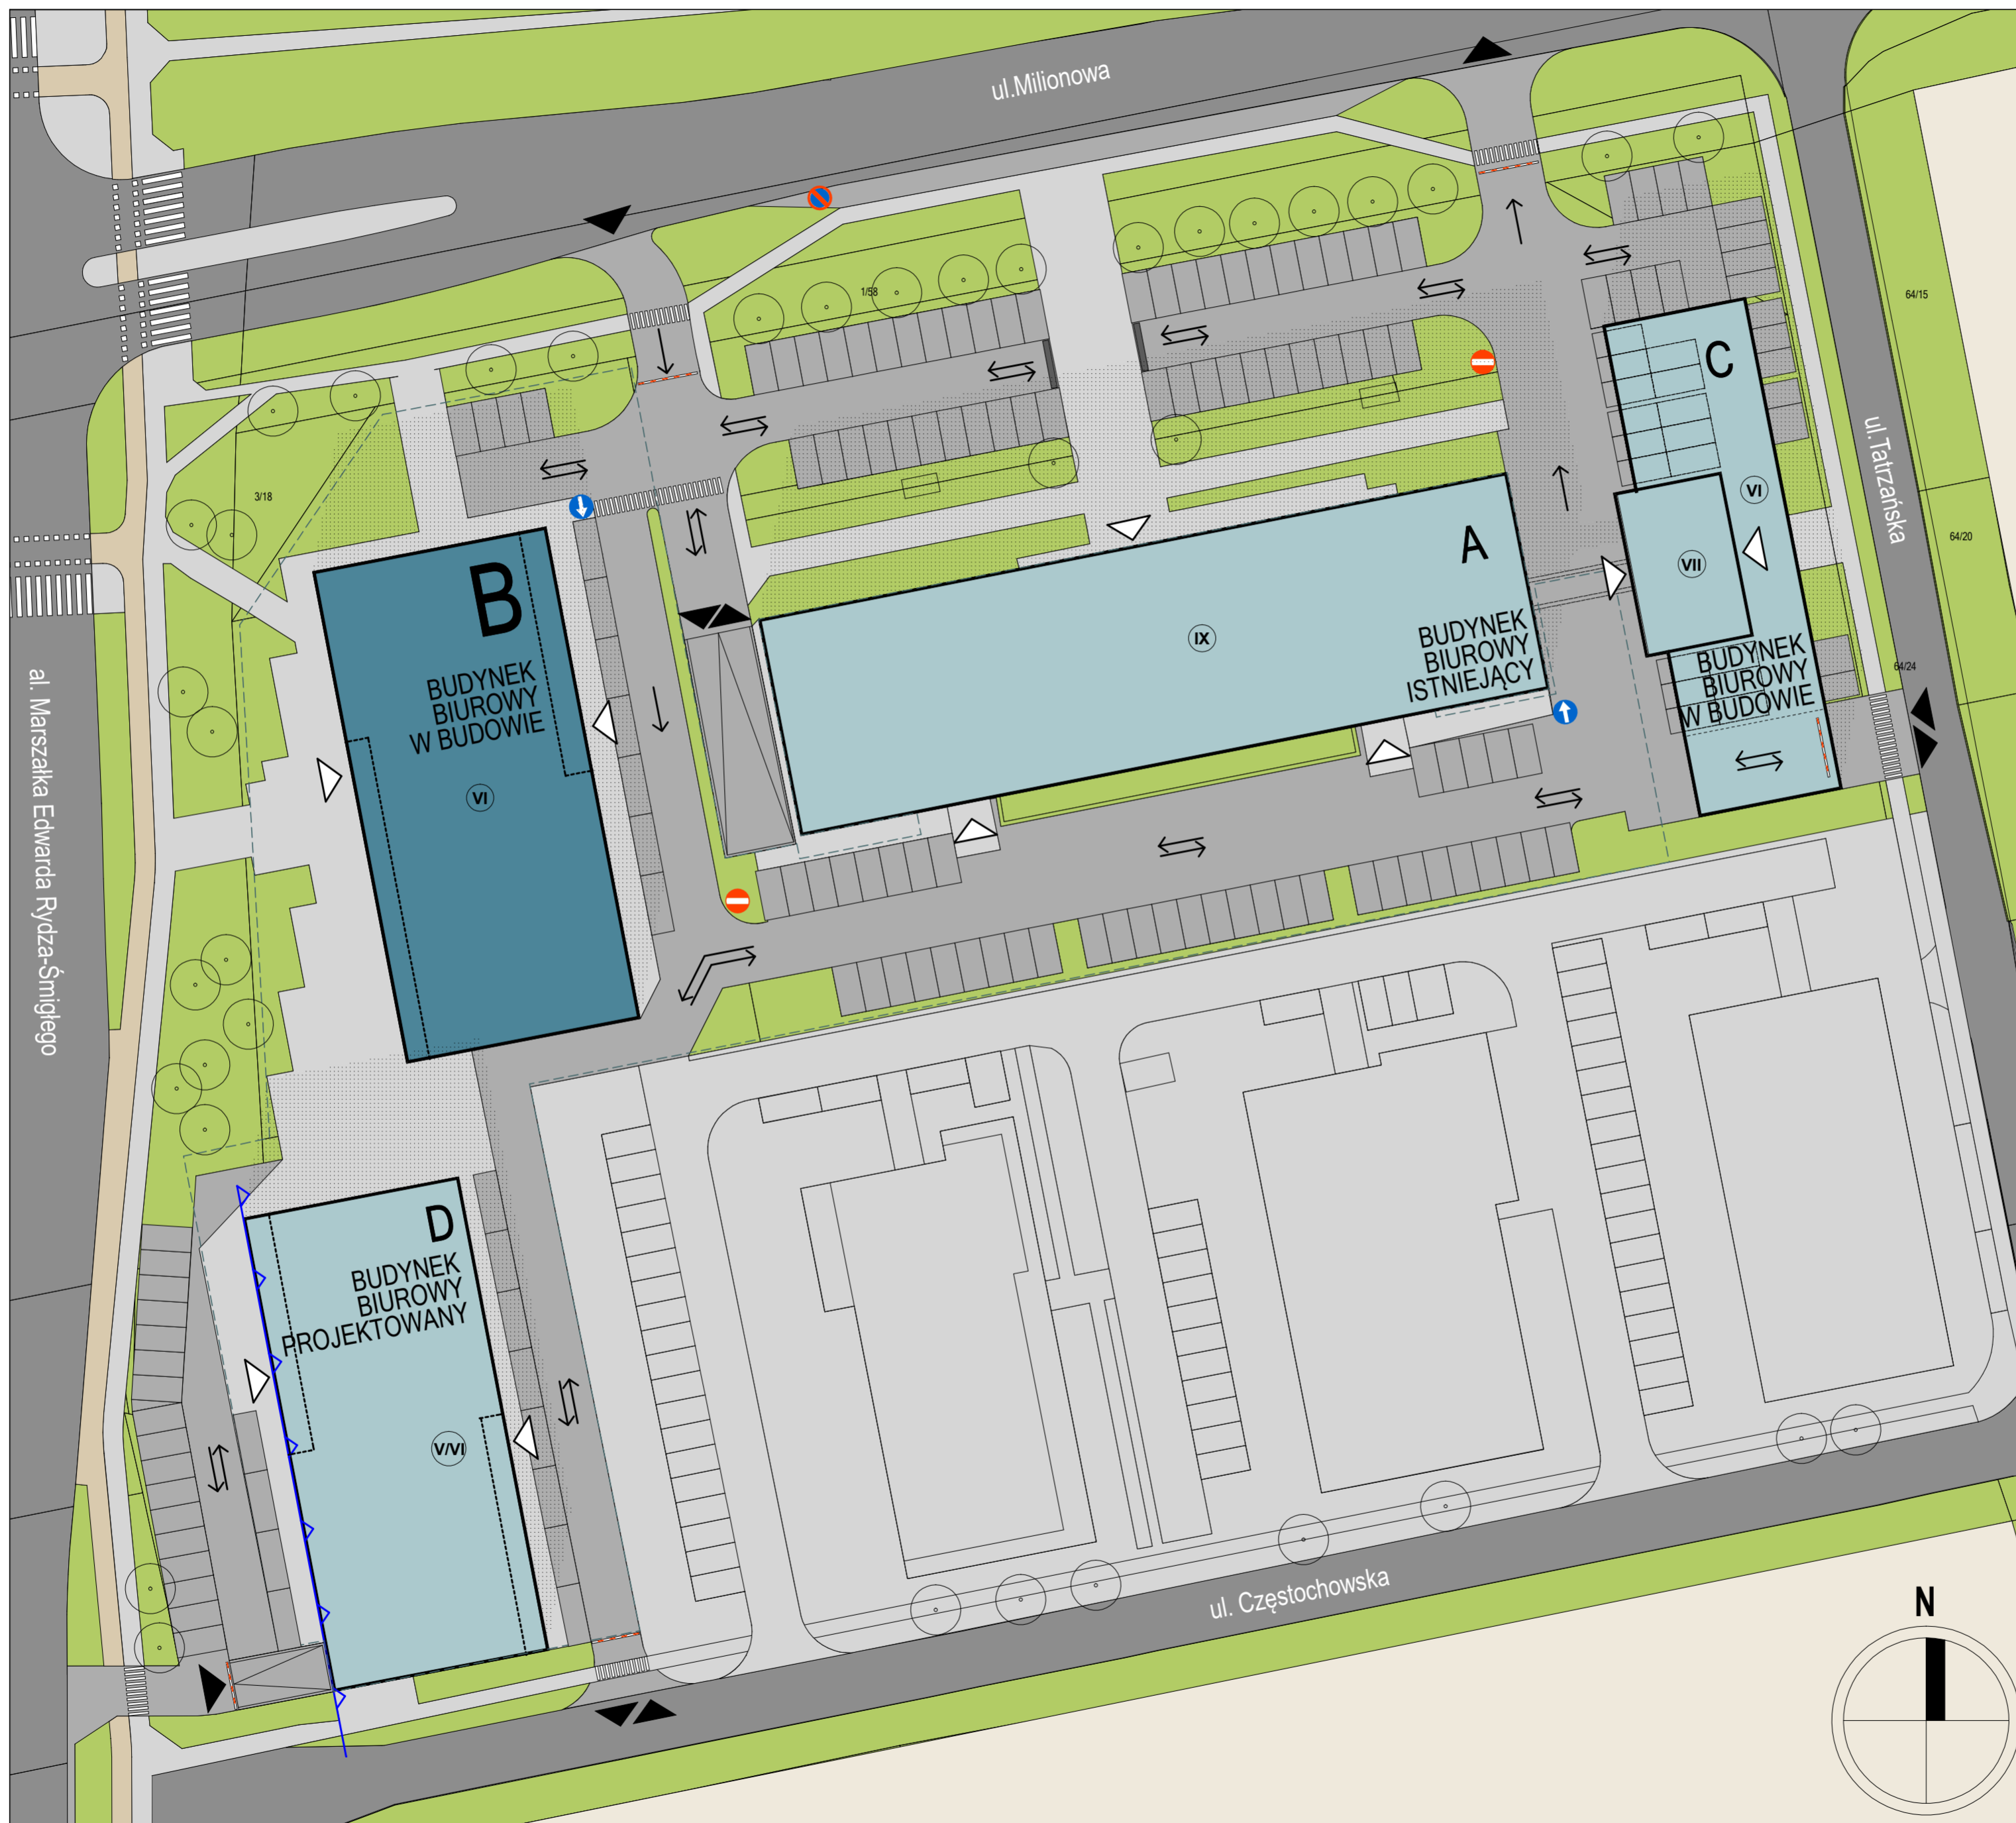 ul.Milionowa
1/58
64/15
C
ul.Tatrzańska
3/18
VI
B
A
64/20
VII
IX
BUDYNEK
BIUROWY
ISTNIEJĄCY
BUDYNEK
BIUROWY
W BUDOWIE
BUDYNEK
BIUROWY
W BUDOWIE
64/24
VI
al. Marszałka Edwarda Rydza-Śmigłego
D
BUDYNEK
BIUROWY
PROJEKTOWANY
V/VI
ul. Częstochowska
N